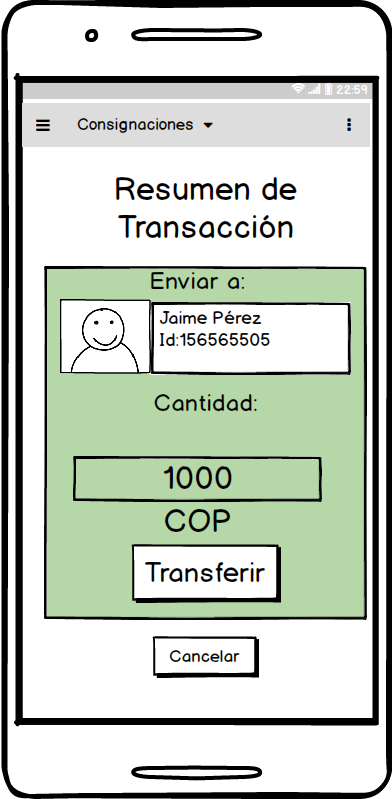 22:59
Consignaciones
Resumen de
Transacción
Enviar a:
Jaime Pérez
Id:156565505
Cantidad:
1000
COP
Transferir
Cancelar